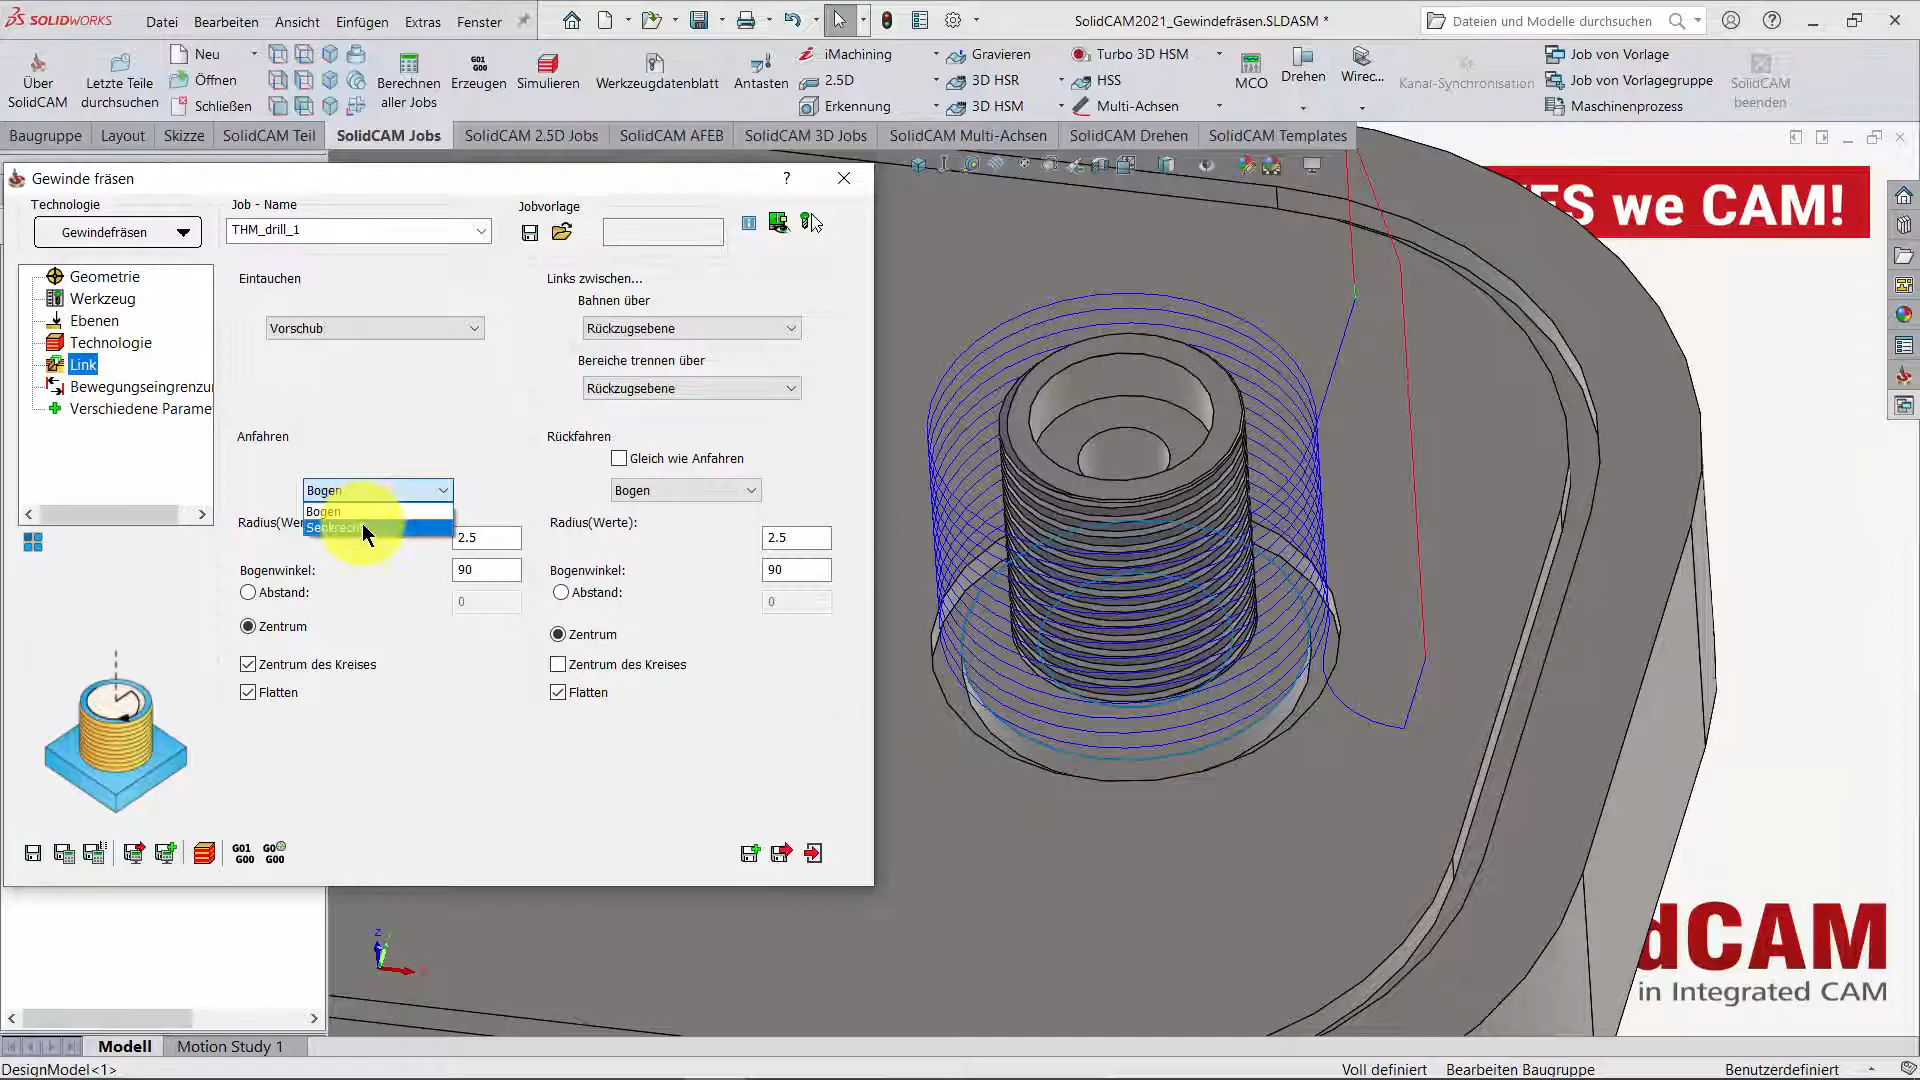 SOLIDWORKS
Datei Bearbeiten Ansicht Einfügen Extras Fenster
SolidCAM2021_Gewindefräsen.SLDASM *
Dateien und Modelle durchsuchen
Über SolidCAM
Letzte Teile durchsuchen
Neu
Öffnen
Schließen
Berechnen aller Jobs
G01 G00
Erzeugen
Simulieren
Werkzeugdatenblatt
Antasten
iMachining
2.5D
Erkennung
Gravieren
3D HSR
3D HSM
Turbo 3D HSM
HSS
Multi-Achsen
MCO
Drehen
Wirec...
Kanal-Synchronisation
Job von Vorlage
Job von Vorlagegruppe
Maschinenprozess
SolidCAM beenden
Baugruppe Layout Skizze SolidCAM Teil SolidCAM Jobs SolidCAM 2.5D Jobs SolidCAM AFEB SolidCAM 3D Jobs SolidCAM Multi-Achsen SolidCAM Drehen SolidCAM Templates
Gewinde fräsen
?
Technologie
Gewindefräsen
Job - Name
THM_drill_1
Jobvorlage
Geometrie
Werkzeug
Ebenen
Technologie
Link
Bewegungseingrenzu
Verschiedene Parame
Eintauchen
Vorschub
Links zwischen...
Bahnen über
Rückzugsebene
Bereiche trennen über
Rückzugsebene
Anfahren
Bogen
Bogen
Senkrecht
Radius(Wer
2.5
Bogenwinkel:
90
Abstand:
0
Zentrum
Zentrum des Kreises
Flatten
Rückfahren
Gleich wie Anfahren
Bogen
Radius(Werte):
2.5
Bogenwinkel:
90
Abstand:
0
Zentrum
Zentrum des Kreises
Flatten
G01 G00
G00
ES we CAM!
dCAM
in Integrated CAM
Z
Modell Motion Study 1
DesignModel<1>
Voll definiert Bearbeiten Baugruppe Benutzerdefiniert